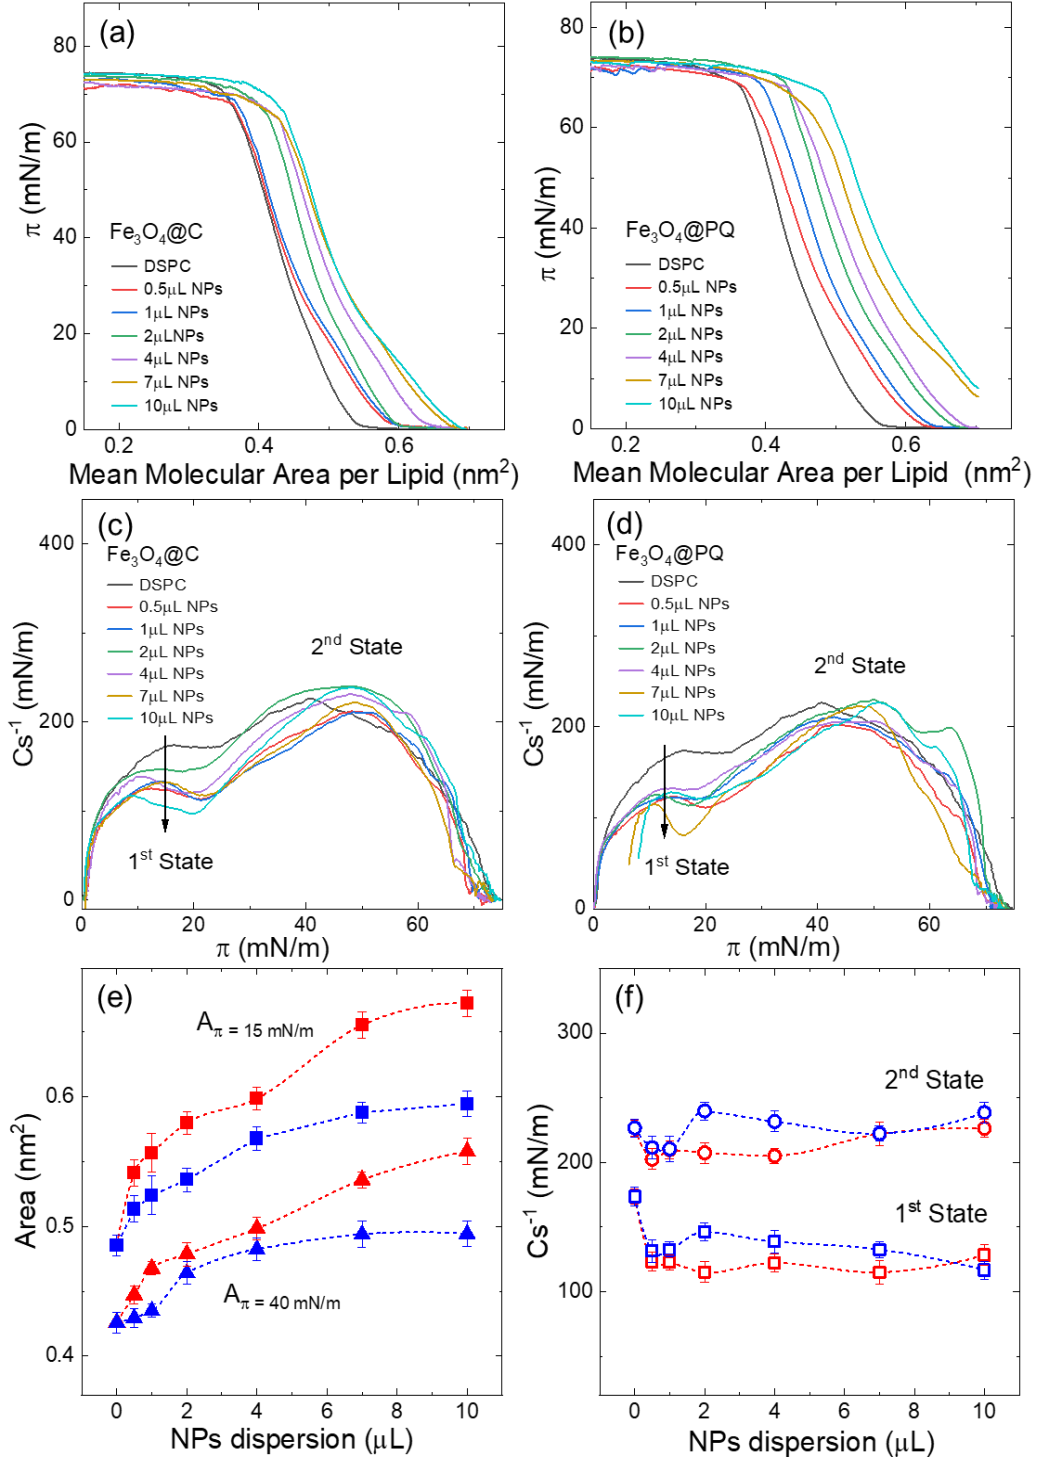 (a)
80
60
40
20
0
π (mN/m)
Fe₃O₄@C
DSPC
0.5μL NPs
1μL NPs
2μLNPs
4μL NPs
7μL NPs
10μL NPs
0.2
0.4
0.6
Mean Molecular Area per Lipid (nm²)
(b)
80
60
40
20
0
π (mN/m)
Fe₃O₄@PQ
DSPC
0.5μL NPs
1μL NPs
2μL NPs
4μL NPs
7μL NPs
10μL NPs
0.2
0.4
0.6
Mean Molecular Area per Lipid (nm²)
(c)
400
200
0
Cs⁻¹ (mN/m)
Fe₃O₄@C
DSPC
0.5μL NPs
1μL NPs
2μL NPs
4μL NPs
7μL NPs
10μL NPs
2ⁿᵈ State
1ˢᵗ State
0
20
40
60
π (mN/m)
(d)
400
200
0
Cs⁻¹ (mN/m)
Fe₃O₄@PQ
DSPC
0.5μL NPs
1μL NPs
2μL NPs
4μL NPs
7μL NPs
10μL NPs
2ⁿᵈ State
1ˢᵗ State
0
20
40
60
π (mN/m)
(e)
0.6
0.5
0.4
Area (nm²)
A π = 15 mN/m
A π = 40 mN/m
0
2
4
6
8
10
NPs dispersion (μL)
(f)
300
200
100
Cs⁻¹ (mN/m)
2ⁿᵈ State
1ˢᵗ State
0
2
4
6
8
10
NPs dispersion (μL)